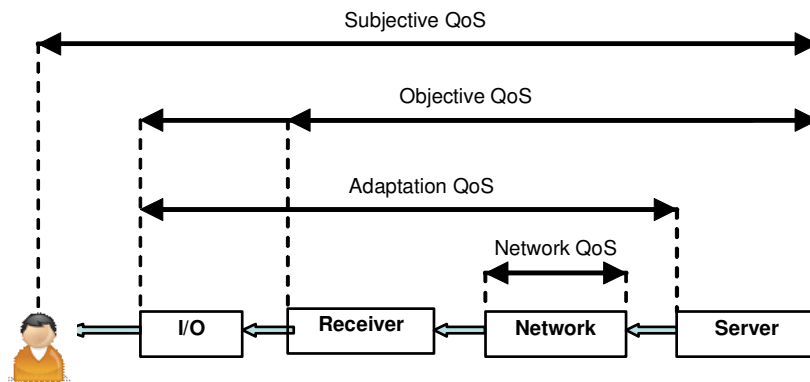 Subjective QoS
Objective QoS
Adaptation QoS
Network QoS
I/O
Receiver
Network
Server